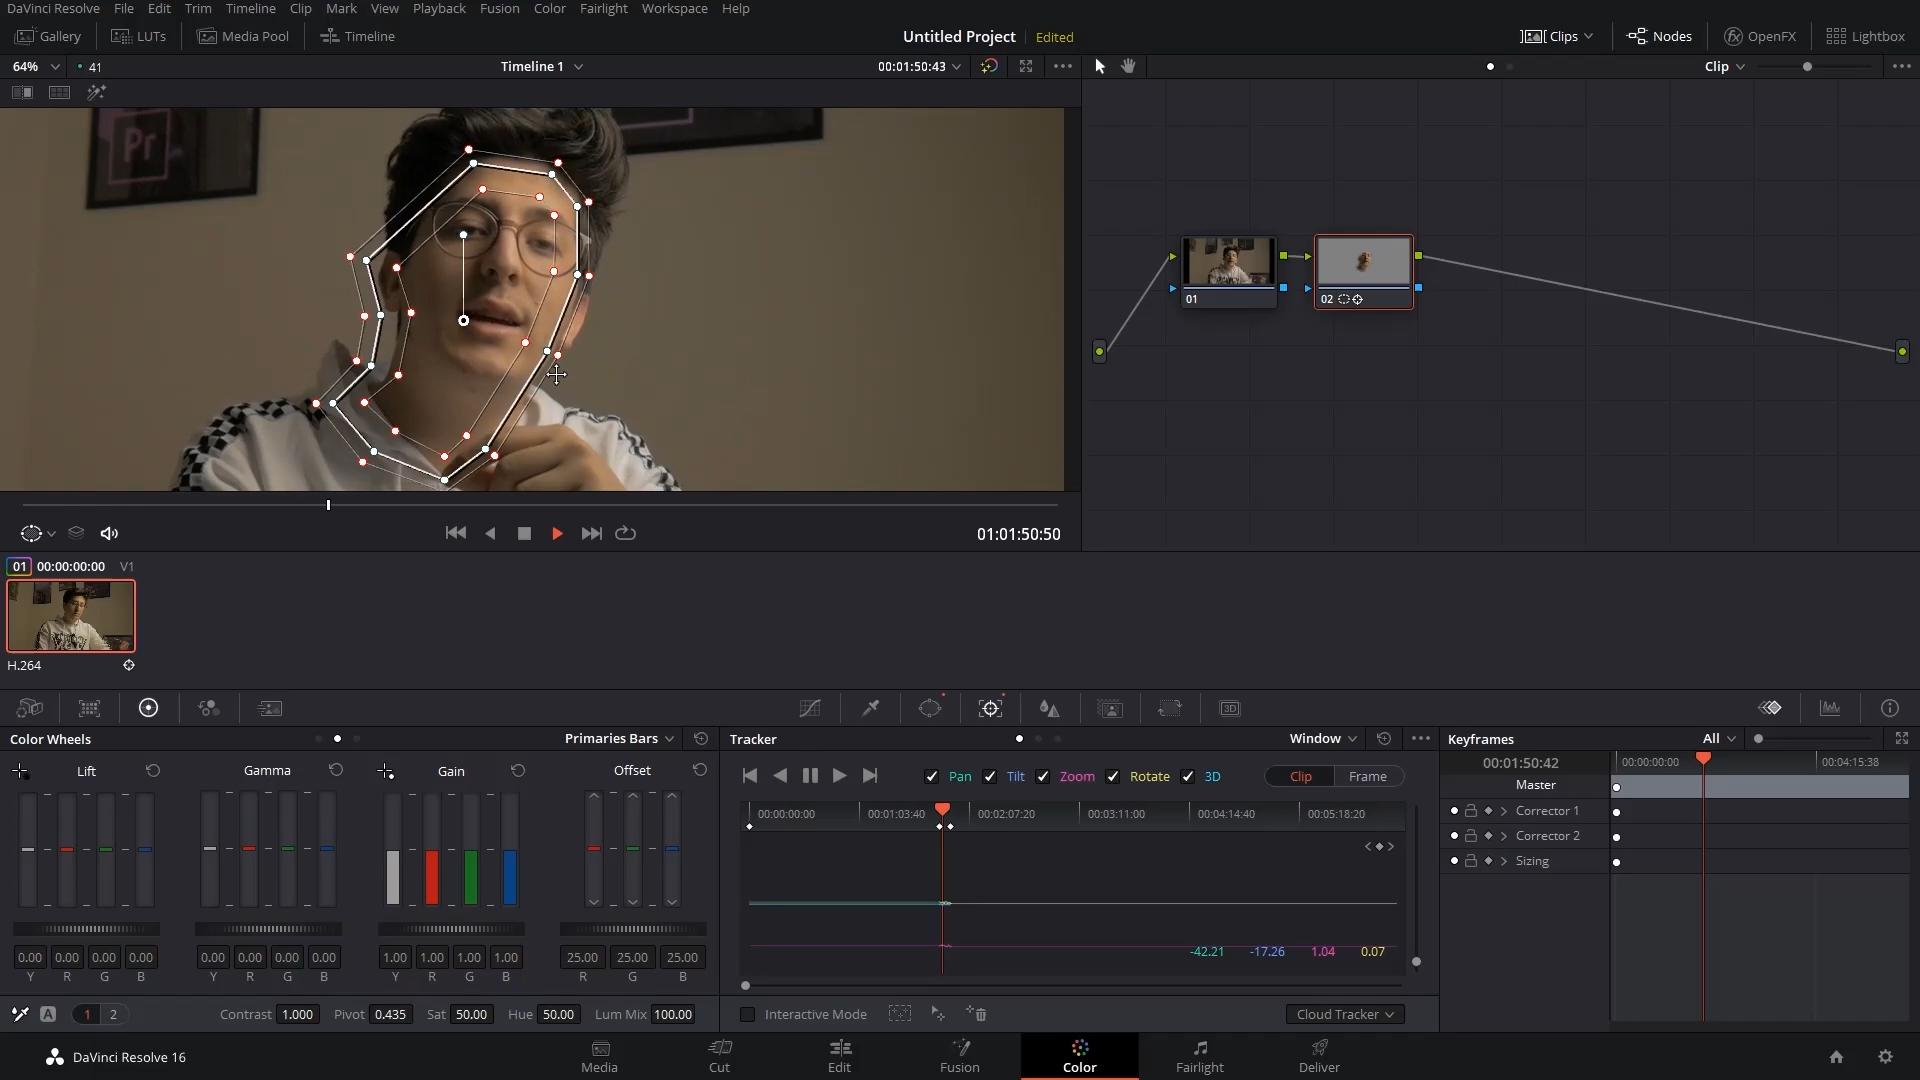 DaVinci Resolve File Edit Trim Timeline Clip Mark View Playback Fusion Color Fairlight Workspace Help
Gallery LUTs Media Pool Timeline Untitled Project Edited Clips Nodes fx OpenFX Lightbox
64% 41 Timeline 1 00:01:50:43 Clip
Pr
01 02
01:01:50:50
01 00:00:00:00 V1
H.264
3D
Color Wheels Primaries Bars Tracker Window Keyframes All
Lift Gamma Gain Offset Pan Tilt Zoom Rotate 3D Clip Frame
00:01:50:42 00:00:00:00 00:04:15:38
Master
00:00:00:00 00:01:03:40 00:02:07:20 00:03:11:00 00:04:14:40 00:05:18:20
Corrector 1
Corrector 2
Sizing
0.00 0.00 0.00 0.00 0.00 0.00 0.00 0.00 1.00 1.00 1.00 1.00 25.00 25.00 25.00 -42.21 -17.26 1.04 0.07
Y R G B Y R G B Y R G B R G B
A 1 2 Contrast 1.000 Pivot 0.435 Sat 50.00 Hue 50.00 Lum Mix 100.00 Interactive Mode Cloud Tracker
DaVinci Resolve 16 Media Cut Edit Fusion Color Fairlight Deliver